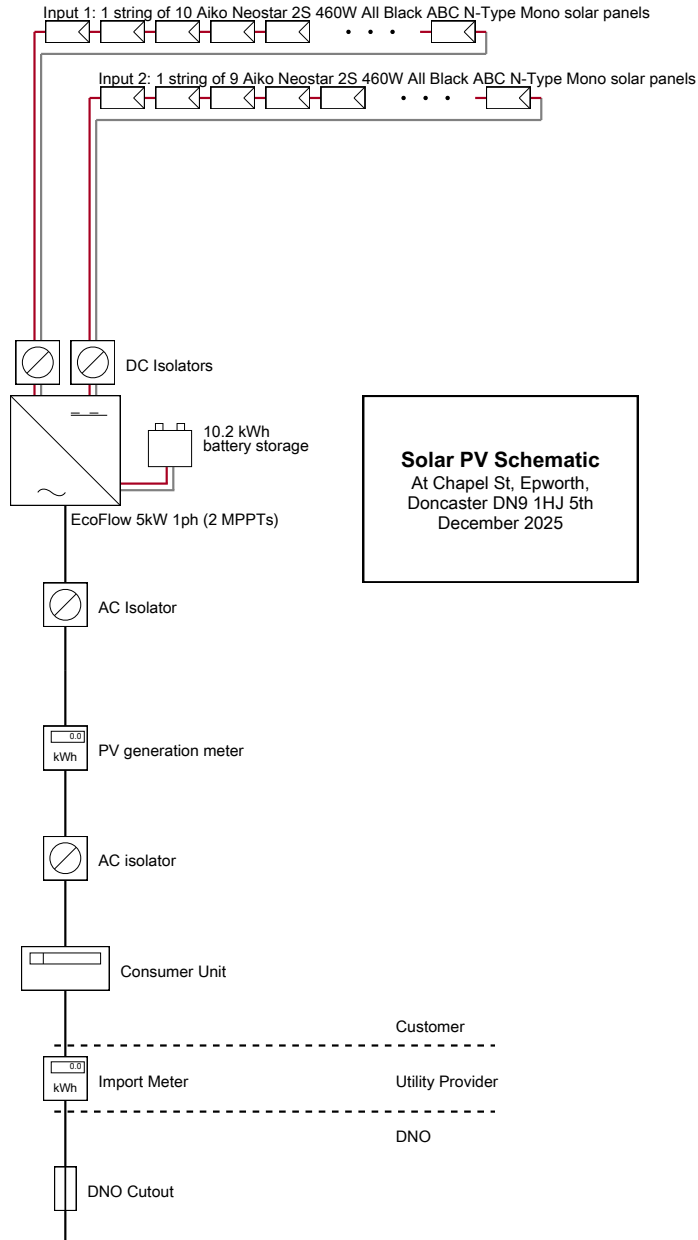 Input 1: 1 string of 10 Aiko Neostar 2S 460W All Black ABC N-Type Mono solar panels
Input 2: 1 string of 9 Aiko Neostar 2S 460W All Black ABC N-Type Mono solar panels
DC Isolators
10.2 kWh
battery storage
EcoFlow 5kW 1ph (2 MPPTs)
Solar PV Schematic
At Chapel St, Epworth,
Doncaster DN9 1HJ 5th
December 2025
AC Isolator
0.0
kWh
PV generation meter
AC isolator
Consumer Unit
Customer
0.0
kWh
Import Meter
Utility Provider
DNO
DNO Cutout